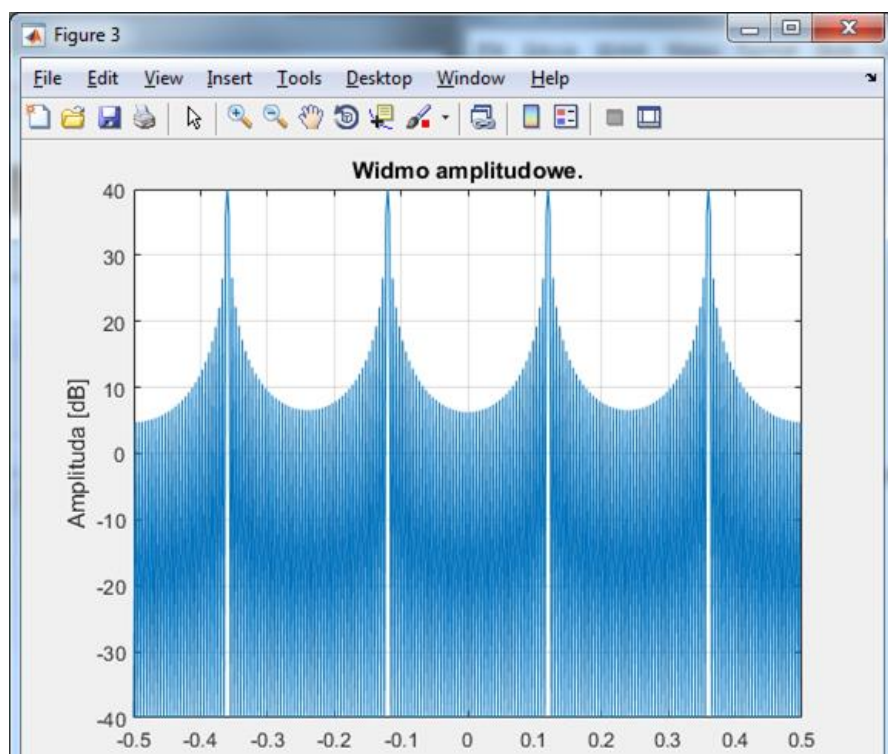 Figure 3
File Edit View Insert Tools Desktop Window Help
Widmo amplitudowe.
40
30
20
10
0
-10
-20
-30
-40
Amplituda [dB]
-0.5 -0.4 -0.3 -0.2 -0.1 0 0.1 0.2 0.3 0.4 0.5